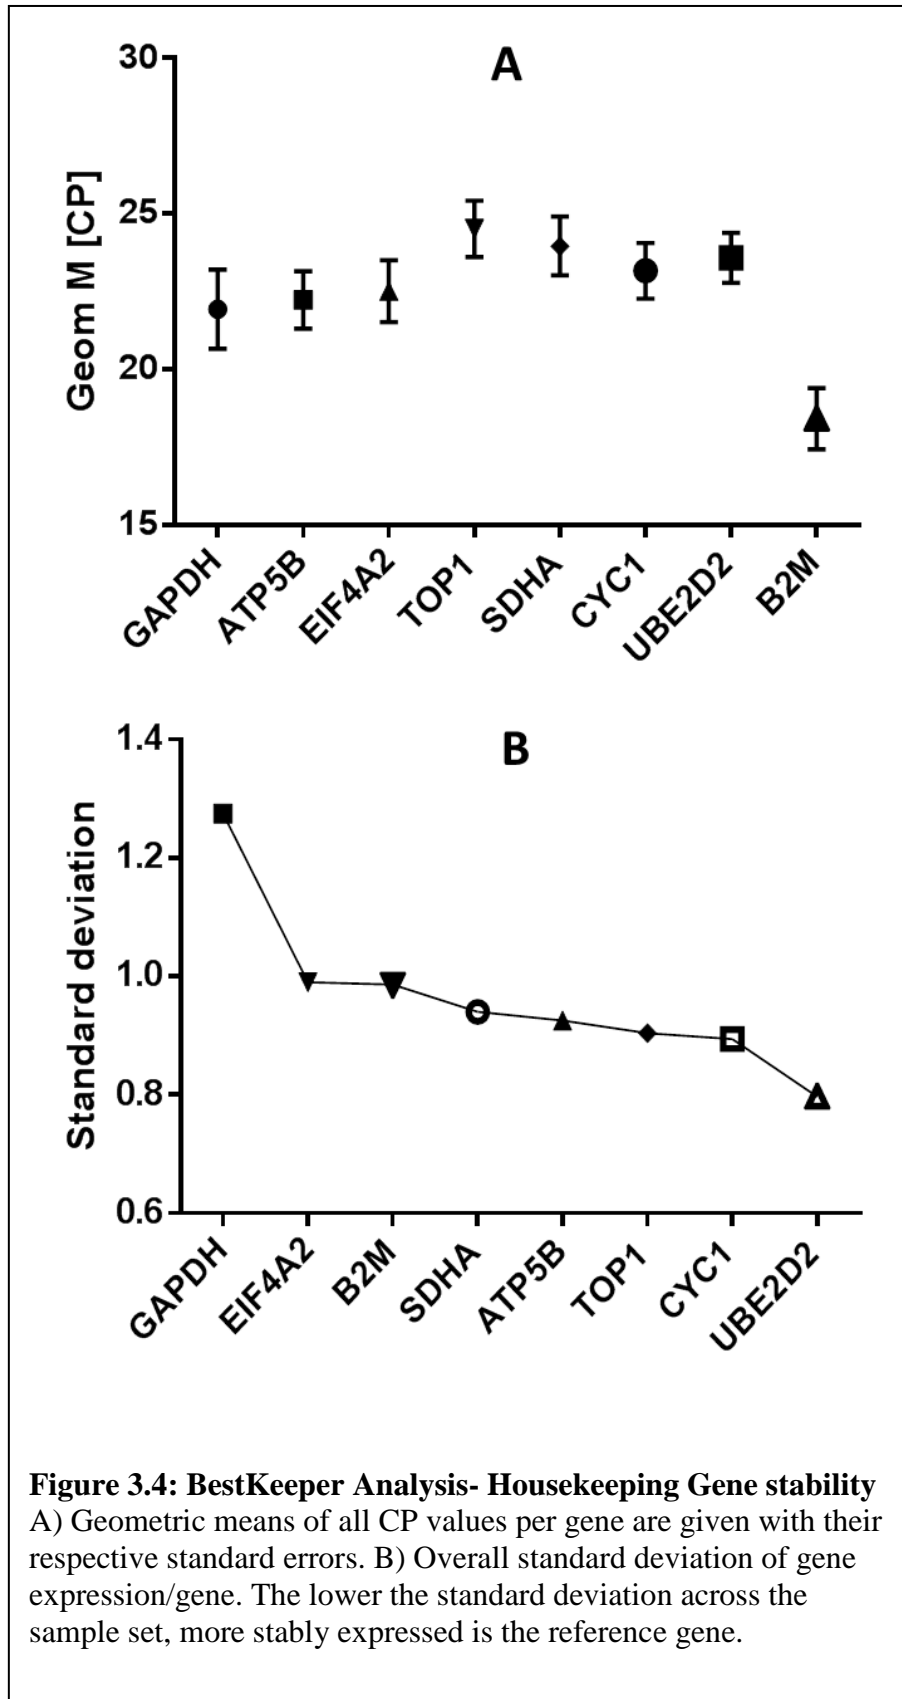 A
30
25
20
15
Geom M [CP]
GAPDH
ATP5B
EIF4A2
TOP1
SDHA
CYC1
UBE2D2
B2M
B
1.4
1.2
1.0
0.8
0.6
Standard deviation
GAPDH
EIF4A2
B2M
SDHA
ATP5B
TOP1
CYC1
UBE2D2
Figure 3.4: BestKeeper Analysis- Housekeeping Gene stability
A) Geometric means of all CP values per gene are given with their
respective standard errors. B) Overall standard deviation of gene
expression/gene. The lower the standard deviation across the
sample set, more stably expressed is the reference gene.